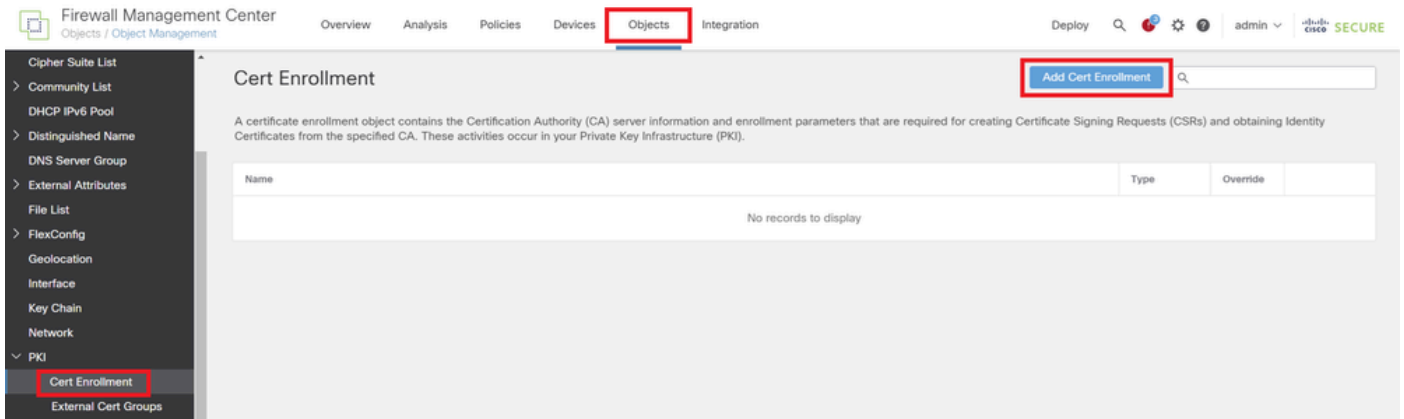 Firewall Management Center
Objects / Object Management
Overview Analysis Policies Devices Objects Integration
Deploy admin SECURE
cisco
Cipher Suite List
Community List
DHCP IPv6 Pool
Distinguished Name
DNS Server Group
External Attributes
File List
FlexConfig
Geolocation
Interface
Key Chain
Network
PKI
Cert Enrollment
External Cert Groups
Cert Enrollment
Add Cert Enrollment
A certificate enrollment object contains the Certification Authority (CA) server information and enrollment parameters that are required for creating Certificate Signing Requests (CSRs) and obtaining Identity
Certificates from the specified CA. These activities occur in your Private Key Infrastructure (PKI).
Name Type Override
No records to display